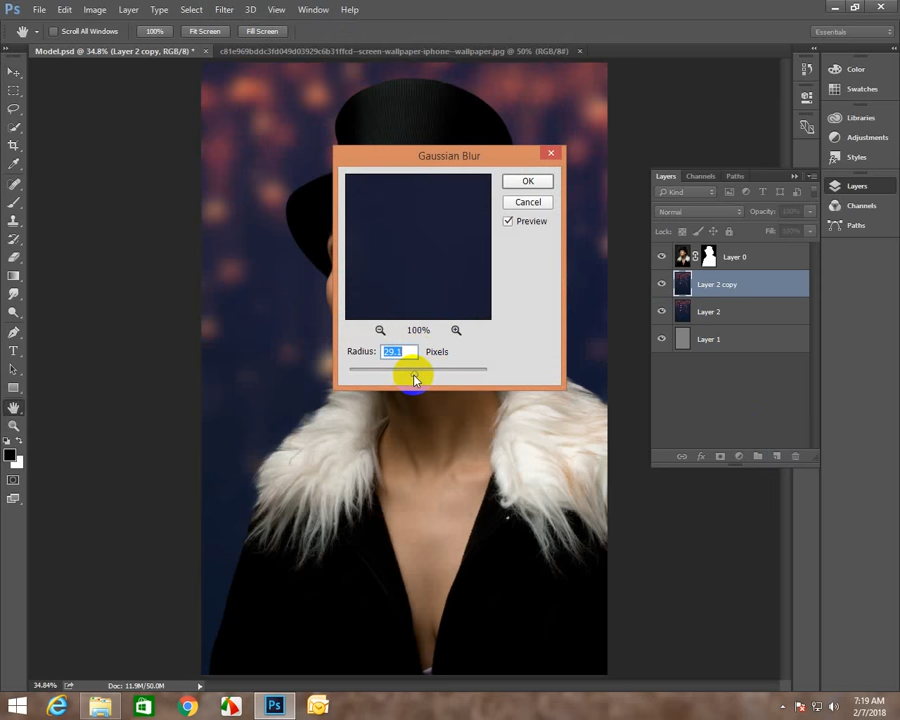 Ps File Edit Image Layer Type Select Filter 3D View Window Help
Scroll All Windows 100% Fit Screen Fill Screen Essentials
Model.psd @ 34.8% (Layer 2 copy, RGB/8) * × c81e969bddc3fd049d03929c6b31ffcd--screen-wallpaper-iphone--wallpaper.jpg @ 50% (RGB/8#) ×
Gaussian Blur
OK
Cancel
Preview
100%
Radius: 29.1 Pixels
Color
Swatches
Libraries
Adjustments
Styles
Layers
Channels
Paths
Layers Channels Paths
Kind
Normal Opacity: 100%
Lock: Fill: 100%
Layer 0
Layer 2 copy
Layer 2
Layer 1
fx
T
34.84% Doc: 11.9M/50.0M
Ps
7:19 AM
2/7/2018